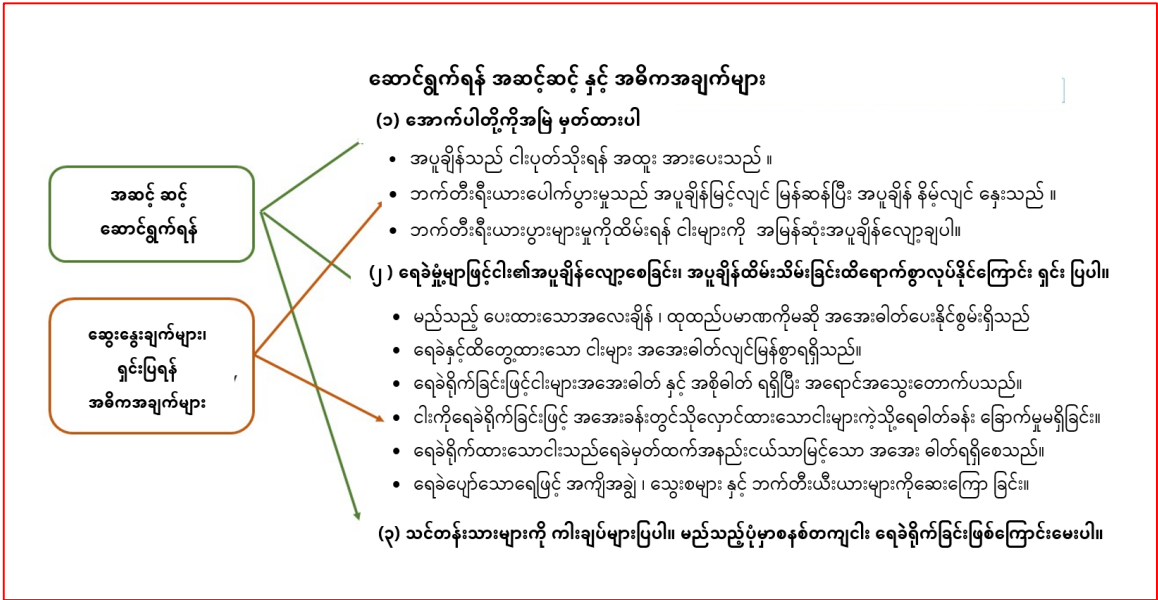 ဆောင်ရွက်ရန် အဆင့်ဆင့် နှင့် အဓိကအချက်များ
(၁) အောက်ပါတို့ကိုအမြဲ မှတ်ထားပါ
• အပူချိန်သည် ငါးပုတ်သိုးရန် အထူး အားပေးသည် ။
• ဘက်တီးရီးယားပေါက်ပွားမှုသည် အပူချိန်မြင့်လျင် မြန်ဆန်ပြီး အပူချိန် နိမ့်လျင် နှေးသည် ။
• ဘက်တီးရီးယားပွားများမှုကိုထိမ်းရန် ငါးများကို အမြန်ဆုံးအပူချိန်လျော့ချပါ။
အဆင့် ဆင့်
ဆောင်ရွက်ရန်
(၂ ) ရေခဲမှုံ့များဖြင့်ငါး၏အပူချိန်လျော့စေခြင်း၊ အပူချိန်ထိမ်းသိမ်းခြင်းထိရောက်စွာလုပ်နိုင်ကြောင်း ရှင်း ပြပါ။
• မည်သည့် ပေးထားသောအလေးချိန် ၊ ထုထည်ပမာဏကိုမဆို အအေးဓါတ်ပေးနိုင်စွမ်းရှိသည်
• ရေခဲနှင့်ထိတွေ့ထားသော ငါးများ အအေးဓါတ်လျင်မြန်စွာရရှိသည်။
• ရေခဲရိုက်ခြင်းဖြင့်ငါးများအအေးဓါတ် နှင့် အစိုဓါတ် ရရှိပြီး အရောင်အသွေးတောက်ပသည်။
• ငါးကိုရေခဲရိုက်ခြင်းဖြင့် အအေးခန်းတွင်သိုလှောင်ထားသောငါးများကဲ့သို့ရေဓါတ်ခန်း ခြောက်မှုမရှိခြင်း။
• ရေခဲရိုက်ထားသောငါးသည်ရေခဲမှတ်ထက်အနည်းငယ်သာမြင့်သော အအေး ဓါတ်ရရှိစေသည်။
• ရေခဲပျော်သောရေဖြင့် အကျိအချွဲ ၊ သွေးစများ နှင့် ဘက်တီးယီးယားများကိုဆေးကြော ခြင်း။
ဆွေးနွေးချက်များ၊
ရှင်းပြရန် ,
အဓိကအချက်များ
(၃) သင်တန်းသားများကို ကါးချပ်များပြပါ။ မည်သည့်ပုံမှာစနစ်တကျငါး ရေခဲရိုက်ခြင်းဖြစ်ကြောင်းမေးပါ။